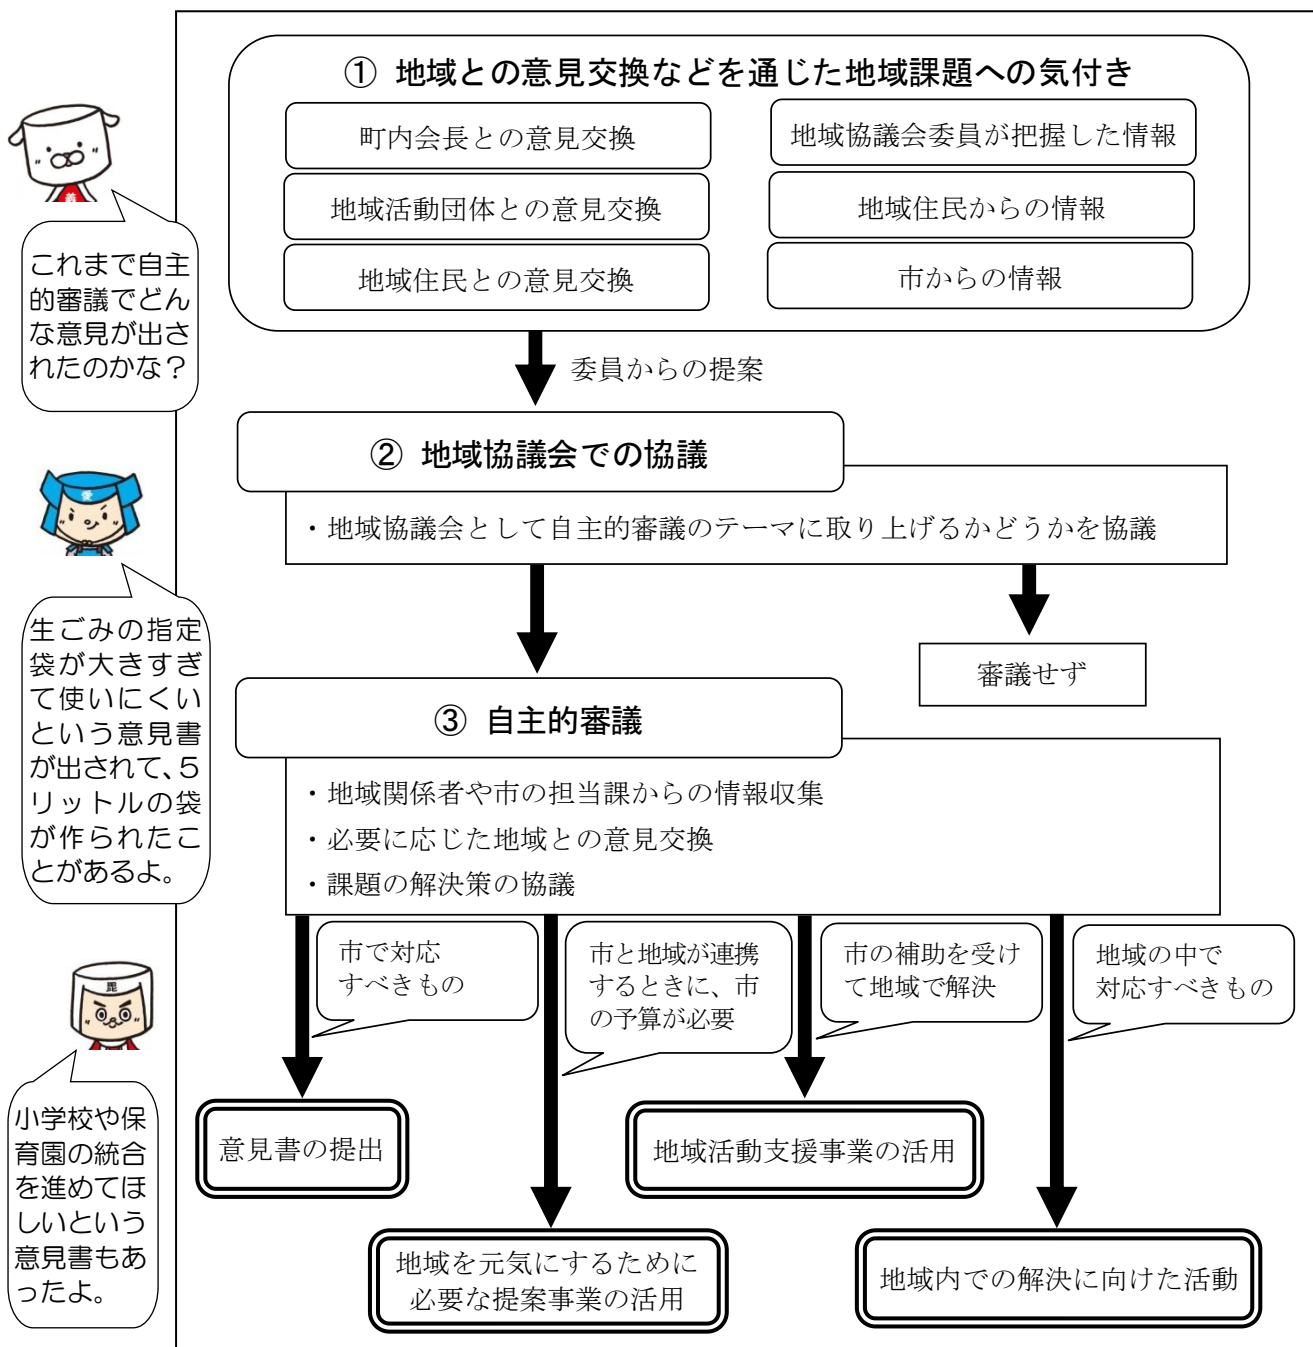 ① 地域との意見交換などを通じた地域課題への気付き
町内会長との意見交換
地域活動団体との意見交換
地域住民との意見交換
地域協議会委員が把握した情報
地域住民からの情報
市からの情報
義
これまで自主
的審議でどん
な意見が出さ
れたのかな？
委員からの提案
② 地域協議会での協議
・地域協議会として自主的審議のテーマに取り上げるかどうかを協議
愛
生ごみの指定
袋が大きすぎ
て使いにくい
という意見書
が出されて、５
リットルの袋
が作られたこ
とがあるよ。
審議せず
③ 自主的審議
・地域関係者や市の担当課からの情報収集
・必要に応じた地域との意見交換
・課題の解決策の協議
市で対応
すべきもの
市と地域が連携
するときに、市
の予算が必要
市の補助を受け
て地域で解決
地域の中で
対応すべきもの
毘
小学校や保
育園の統合
を進めてほ
しいという
意見書もあ
ったよ。
意見書の提出
地域活動支援事業の活用
地域を元気にするために
必要な提案事業の活用
地域内での解決に向けた活動